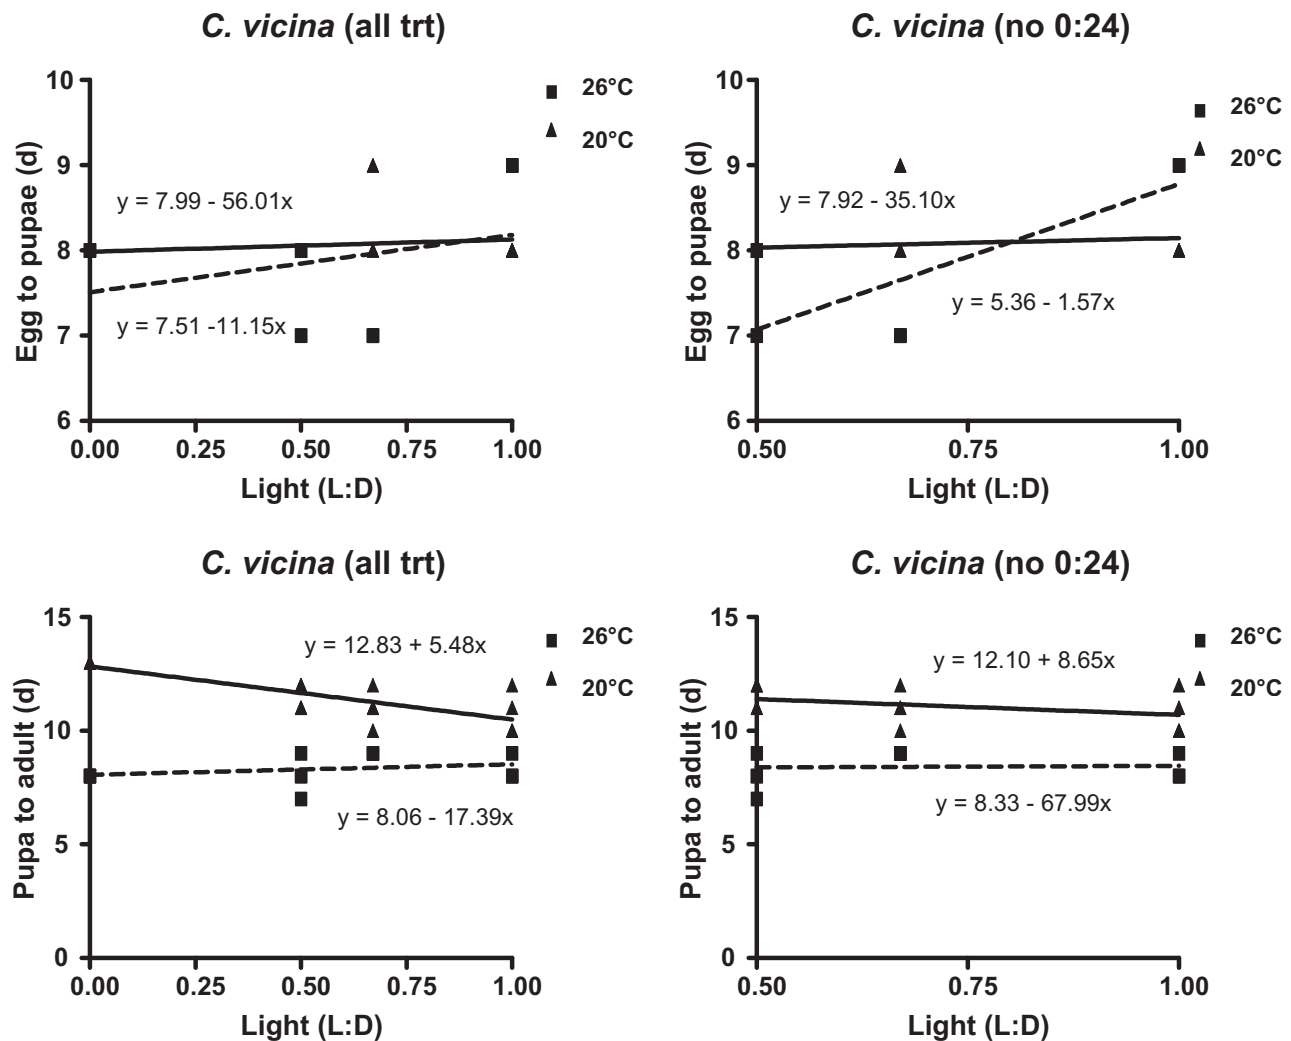 C. vicina (all trt)
10
9
8
7
6
Egg to pupae (d)
26°C
20°C
y = 7.99 - 56.01x
y = 7.51 -11.15x
0.00 0.25 0.50 0.75 1.00
Light (L:D)
C. vicina (no 0:24)
10
9
8
7
6
Egg to pupae (d)
26°C
20°C
y = 7.92 - 35.10x
y = 5.36 - 1.57x
0.50 0.75 1.00
Light (L:D)
C. vicina (all trt)
15
10
5
0
Pupa to adult (d)
26°C
20°C
y = 12.83 + 5.48x
y = 8.06 - 17.39x
0.00 0.25 0.50 0.75 1.00
Light (L:D)
C. vicina (no 0:24)
15
10
5
0
Pupa to adult (d)
26°C
20°C
y = 12.10 + 8.65x
y = 8.33 - 67.99x
0.50 0.75 1.00
Light (L:D)